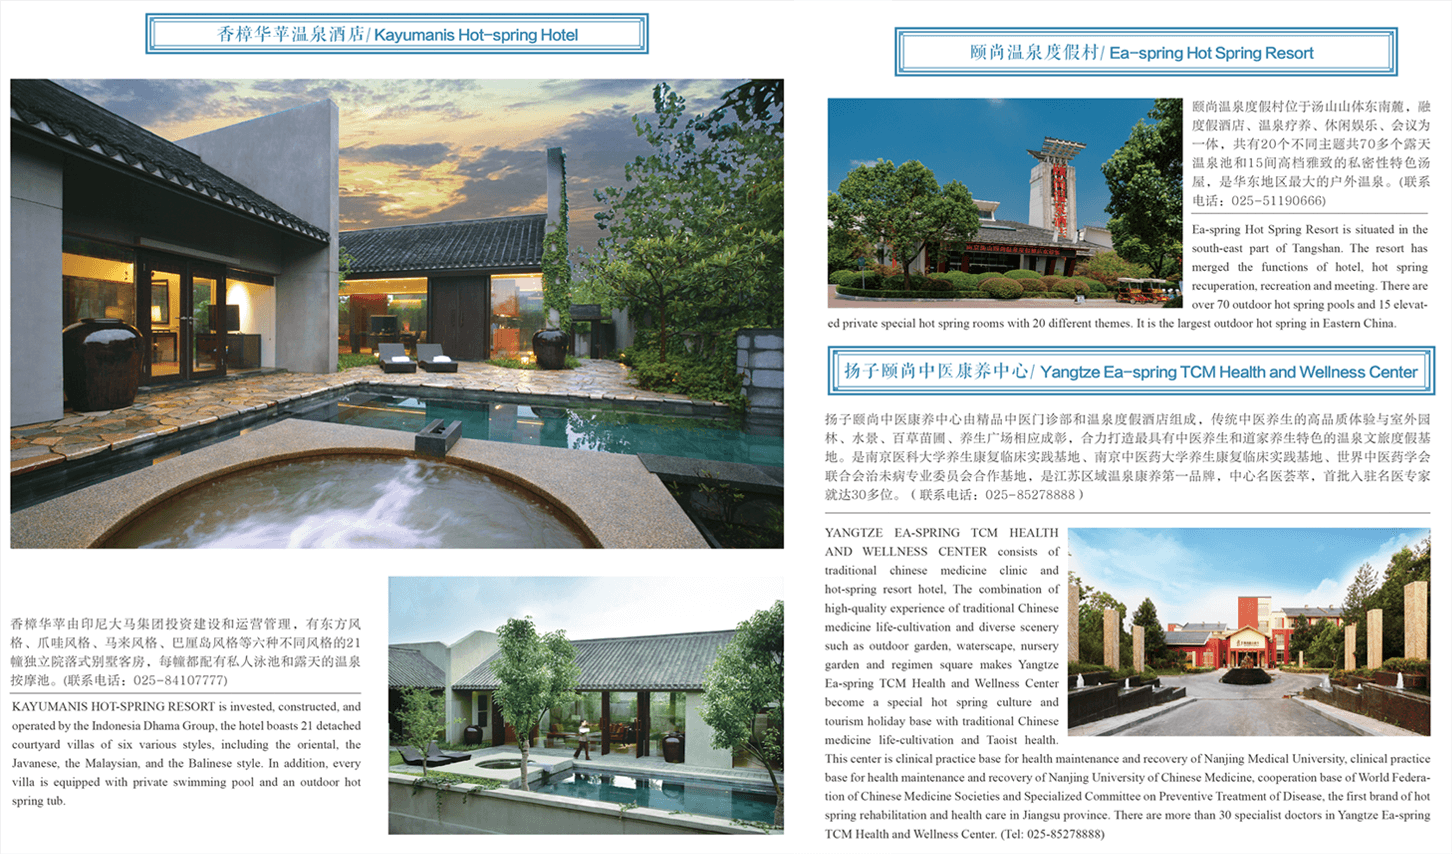 香樟华苹温泉酒店/ Kayumanis Hot-spring Hotel
香樟华苹由印尼大马集团投资建设和运营管理，有东方风
格、爪哇风格、马来风格、巴厘岛风格等六种不同风格的21
幢独立院落式别墅客房，每幢都配有私人泳池和露天的温泉
按摩池。(联系电话：025-84107777)
KAYUMANIS HOT-SPRING RESORT is invested, constructed, and
operated by the Indonesia Dhama Group, the hotel boasts 21 detached
courtyard villas of six various styles, including the oriental, the
Javanese, the Malaysian, and the Balinese style. In addition, every
villa is equipped with private swimming pool and an outdoor hot
spring tub.
颐尚温泉度假村/ Ea-spring Hot Spring Resort
颐尚温泉度假村位于汤山山体东南麓，融
度假酒店、温泉疗养、休闲娱乐、会议为
一体，共有20个不同主题共70多个露天
温泉池和15间高档雅致的私密性特色汤
屋，是华东地区最大的户外温泉。(联系
电话：025-51190666)
Ea-spring Hot Spring Resort is situated in the
south-east part of Tangshan. The resort has
merged the functions of hotel, hot spring
recuperation, recreation and meeting. There are
over 70 outdoor hot spring pools and 15 elevat-
ed private special hot spring rooms with 20 different themes. It is the largest outdoor hot spring in Eastern China.
扬子颐尚中医康养中心/ Yangtze Ea-spring TCM Health and Wellness Center
扬子颐尚中医康养中心由精品中医门诊部和温泉度假酒店组成，传统中医养生的高品质体验与室外园
林、水景、百草苗圃、养生广场相应成彰，合力打造最具有中医养生和道家养生特色的温泉文旅度假基
地。是南京医科大学养生康复临床实践基地、南京中医药大学养生康复临床实践基地、世界中医药学会
联合会治未病专业委员会合作基地，是江苏区域温泉康养第一品牌，中心名医荟萃，首批入驻名医专家
就达30多位。（联系电话：025-85278888）
YANGTZE EA-SPRING TCM HEALTH
AND WELLNESS CENTER consists of
traditional chinese medicine clinic and
hot-spring resort hotel, The combination of
high-quality experience of traditional Chinese
medicine life-cultivation and diverse scenery
such as outdoor garden, waterscape, nursery
garden and regimen square makes Yangtze
Ea-spring TCM Health and Wellness Center
become a special hot spring culture and
tourism holiday base with traditional Chinese
medicine life-cultivation and Taoist health.
This center is clinical practice base for health maintenance and recovery of Nanjing Medical University, clinical practice
base for health maintenance and recovery of Nanjing University of Chinese Medicine, cooperation base of World Federa-
tion of Chinese Medicine Societies and Specialized Committee on Preventive Treatment of Disease, the first brand of hot
spring rehabilitation and health care in Jiangsu province. There are more than 30 specialist doctors in Yangtze Ea-spring
TCM Health and Wellness Center. (Tel: 025-85278888)